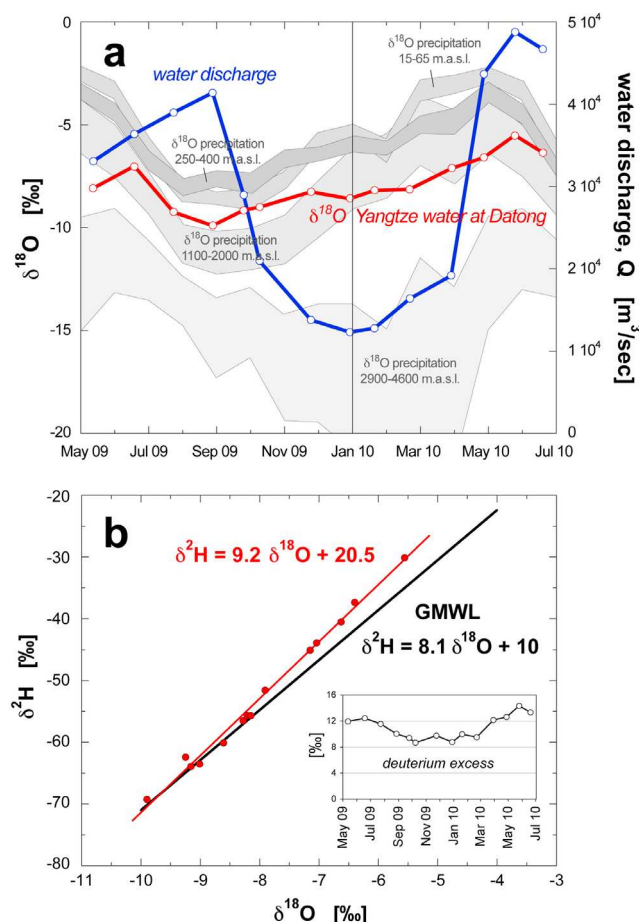 a
0
-5
-10
-15
-20
δ18O [‰]
5 10⁴
4 10⁴
3 10⁴
2 10⁴
1 10⁴
0
water discharge, Q [m³/sec]
water discharge
δ18O precipitation
15-65 m.a.s.l.
δ18O precipitation
250-400 m.a.s.l.
δ18O Yangtze water at Datong
δ18O precipitation
1100-2000 m.a.s.l.
δ18O precipitation
2900-4600 m.a.s.l.
May 09 Jul 09 Sep 09 Nov 09 Jan 10 Mar 10 May 10 Jul 10
b
-20
-30
-40
-50
-60
-70
-80
δ2H [‰]
δ2H = 9.2 δ18O + 20.5
GMWL
δ2H = 8.1 δ18O + 10
16
12
8
4
0
[‰]
deuterium excess
May 09 Jul 09 Sep 09 Nov 09 Jan 10 Mar 10 May 10 Jul 10
-11 -10 -9 -8 -7 -6 -5 -4 -3
δ18O [‰]